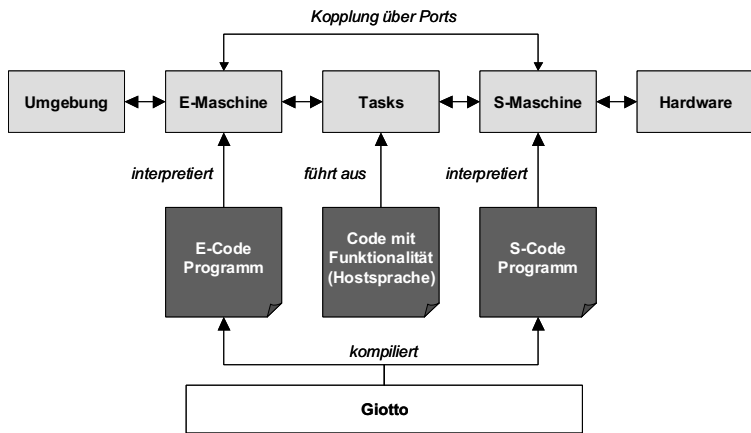 Kopplung über Ports
Umgebung
E-Maschine
Tasks
S-Maschine
Hardware
interpretiert
führt aus
interpretiert
E-Code
Programm
Code mit
Funktionalität
(Hostsprache)
S-Code
Programm
kompiliert
Giotto